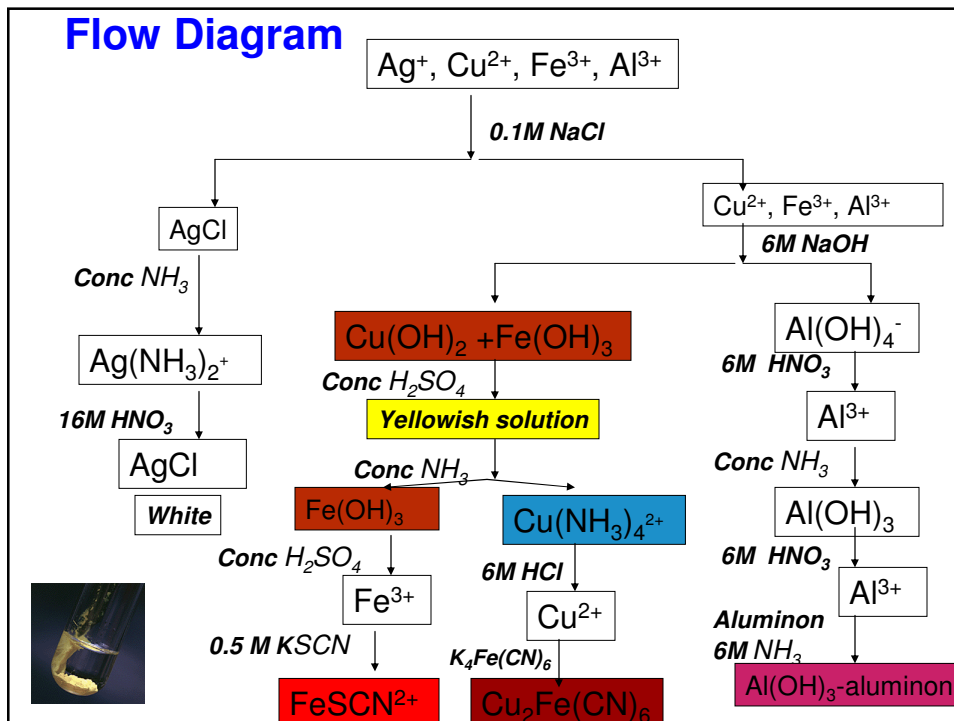 Flow Diagram
Ag⁺, Cu²⁺, Fe³⁺, Al³⁺
0.1M NaCl
AgCl
Cu²⁺, Fe³⁺, Al³⁺
6M NaOH
Conc NH₃
Cu(OH)₂ +Fe(OH)₃
Al(OH)₄⁻
Ag(NH₃)₂⁺
Conc H₂SO₄
6M HNO₃
Yellowish solution
Al³⁺
16M HNO₃
AgCl
Conc NH₃
Conc NH₃
White
Fe(OH)₃
Cu(NH₃)₄²⁺
Al(OH)₃
Conc H₂SO₄
6M HCl
6M HNO₃
Fe³⁺
Cu²⁺
Al³⁺
0.5 M KSCN
K₄Fe(CN)₆
Aluminon
6M NH₃
FeSCN²⁺
Cu₂Fe(CN)₆
Al(OH)₃-aluminon